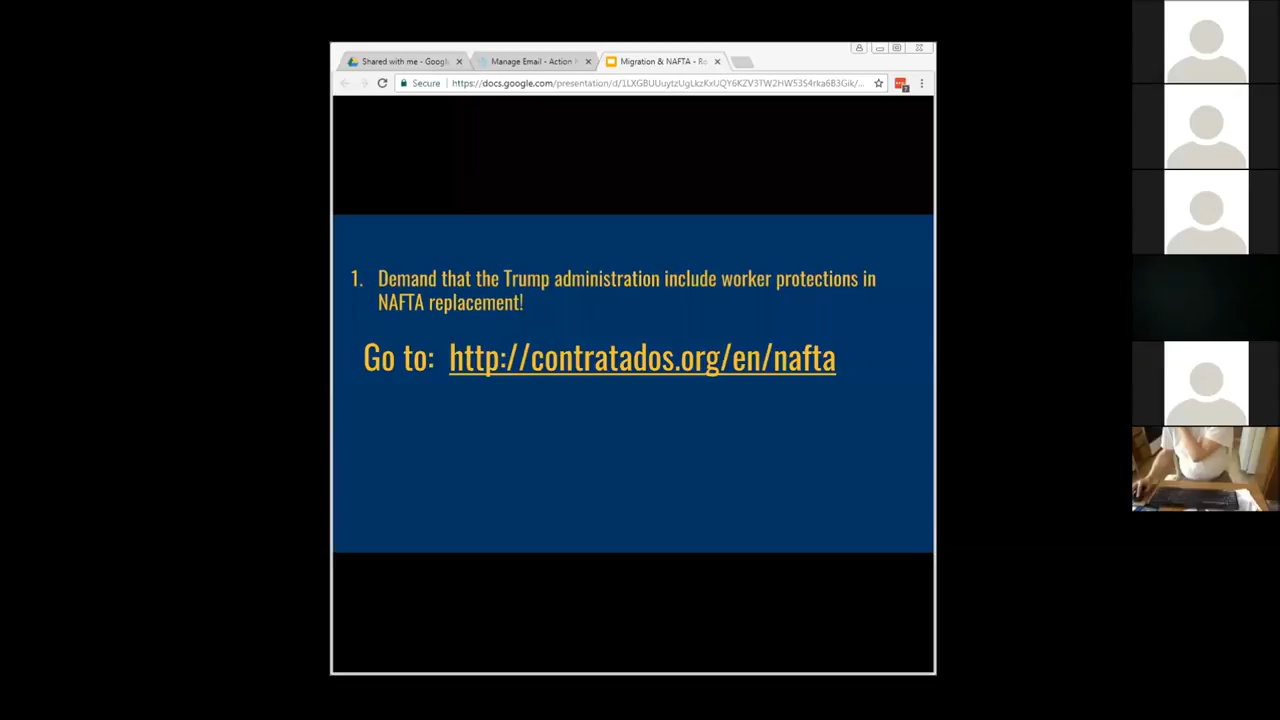 Shared with me - Googl
Manage Email - Action
Migration & NAFTA - Ro
Secure
1. Demand that the Trump administration include worker protections in
NAFTA replacement!
Go to: http://contratados.org/en/nafta